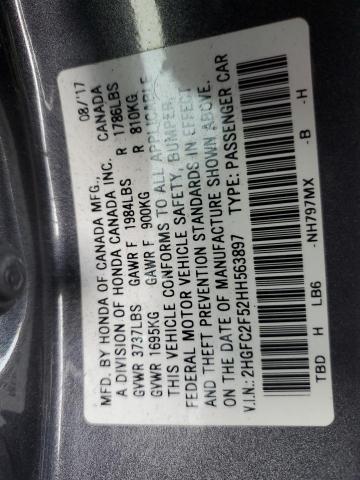 MFD. BY HONDA OF CANADA MFG., 08/'17
A DIVISION OF HONDA CANADA INC. CANADA
GVWR 3737LBS GAWR F 1984LBS R 1786LBS
GVWR 1695KG GAWR F 900KG R 810KG
THIS VEHICLE CONFORMS TO ALL APPLICABLE
FEDERAL MOTOR VEHICLE SAFETY, BUMPER,
AND THEFT PREVENTION STANDARDS IN EFFECT
ON THE DATE OF MANUFACTURE SHOWN ABOVE.
V.I.N.: 2HGFC2F52HH563897 TYPE: PASSENGER CAR
TBD H LB6 -NH797MX -B -H